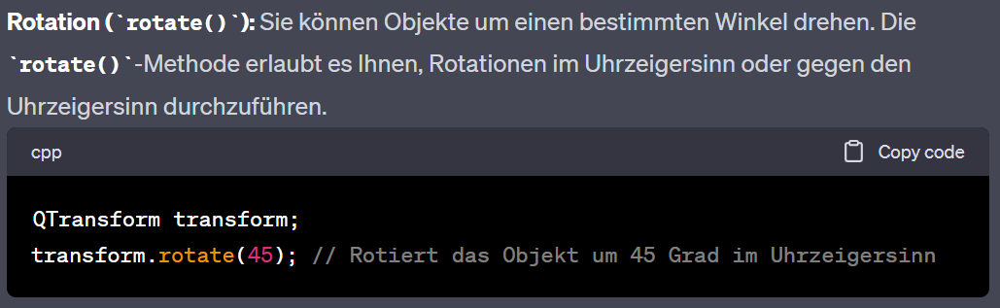 Rotation (`rotate()`): Sie können Objekte um einen bestimmten Winkel drehen. Die
`rotate()`-Methode erlaubt es Ihnen, Rotationen im Uhrzeigersinn oder gegen den
Uhrzeigersinn durchzuführen.
cpp Copy code
QTransform transform;
transform.rotate(45); // Rotiert das Objekt um 45 Grad im Uhrzeigersinn